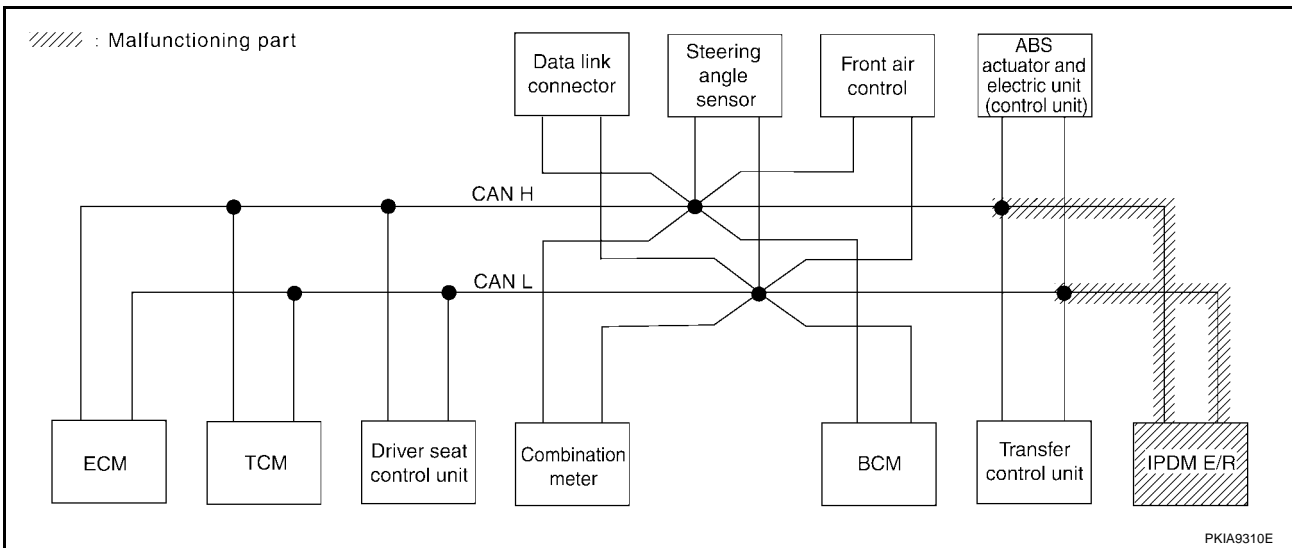 : Malfunctioning part
Data link
connector
Steering
angle
sensor
Front air
control
ABS
actuator and
electric unit
(control unit)
CAN H
CAN L
ECM
TCM
Driver seat
control unit
Combination
meter
BCM
Transfer
control unit
IPDM E/R
PKIA9310E